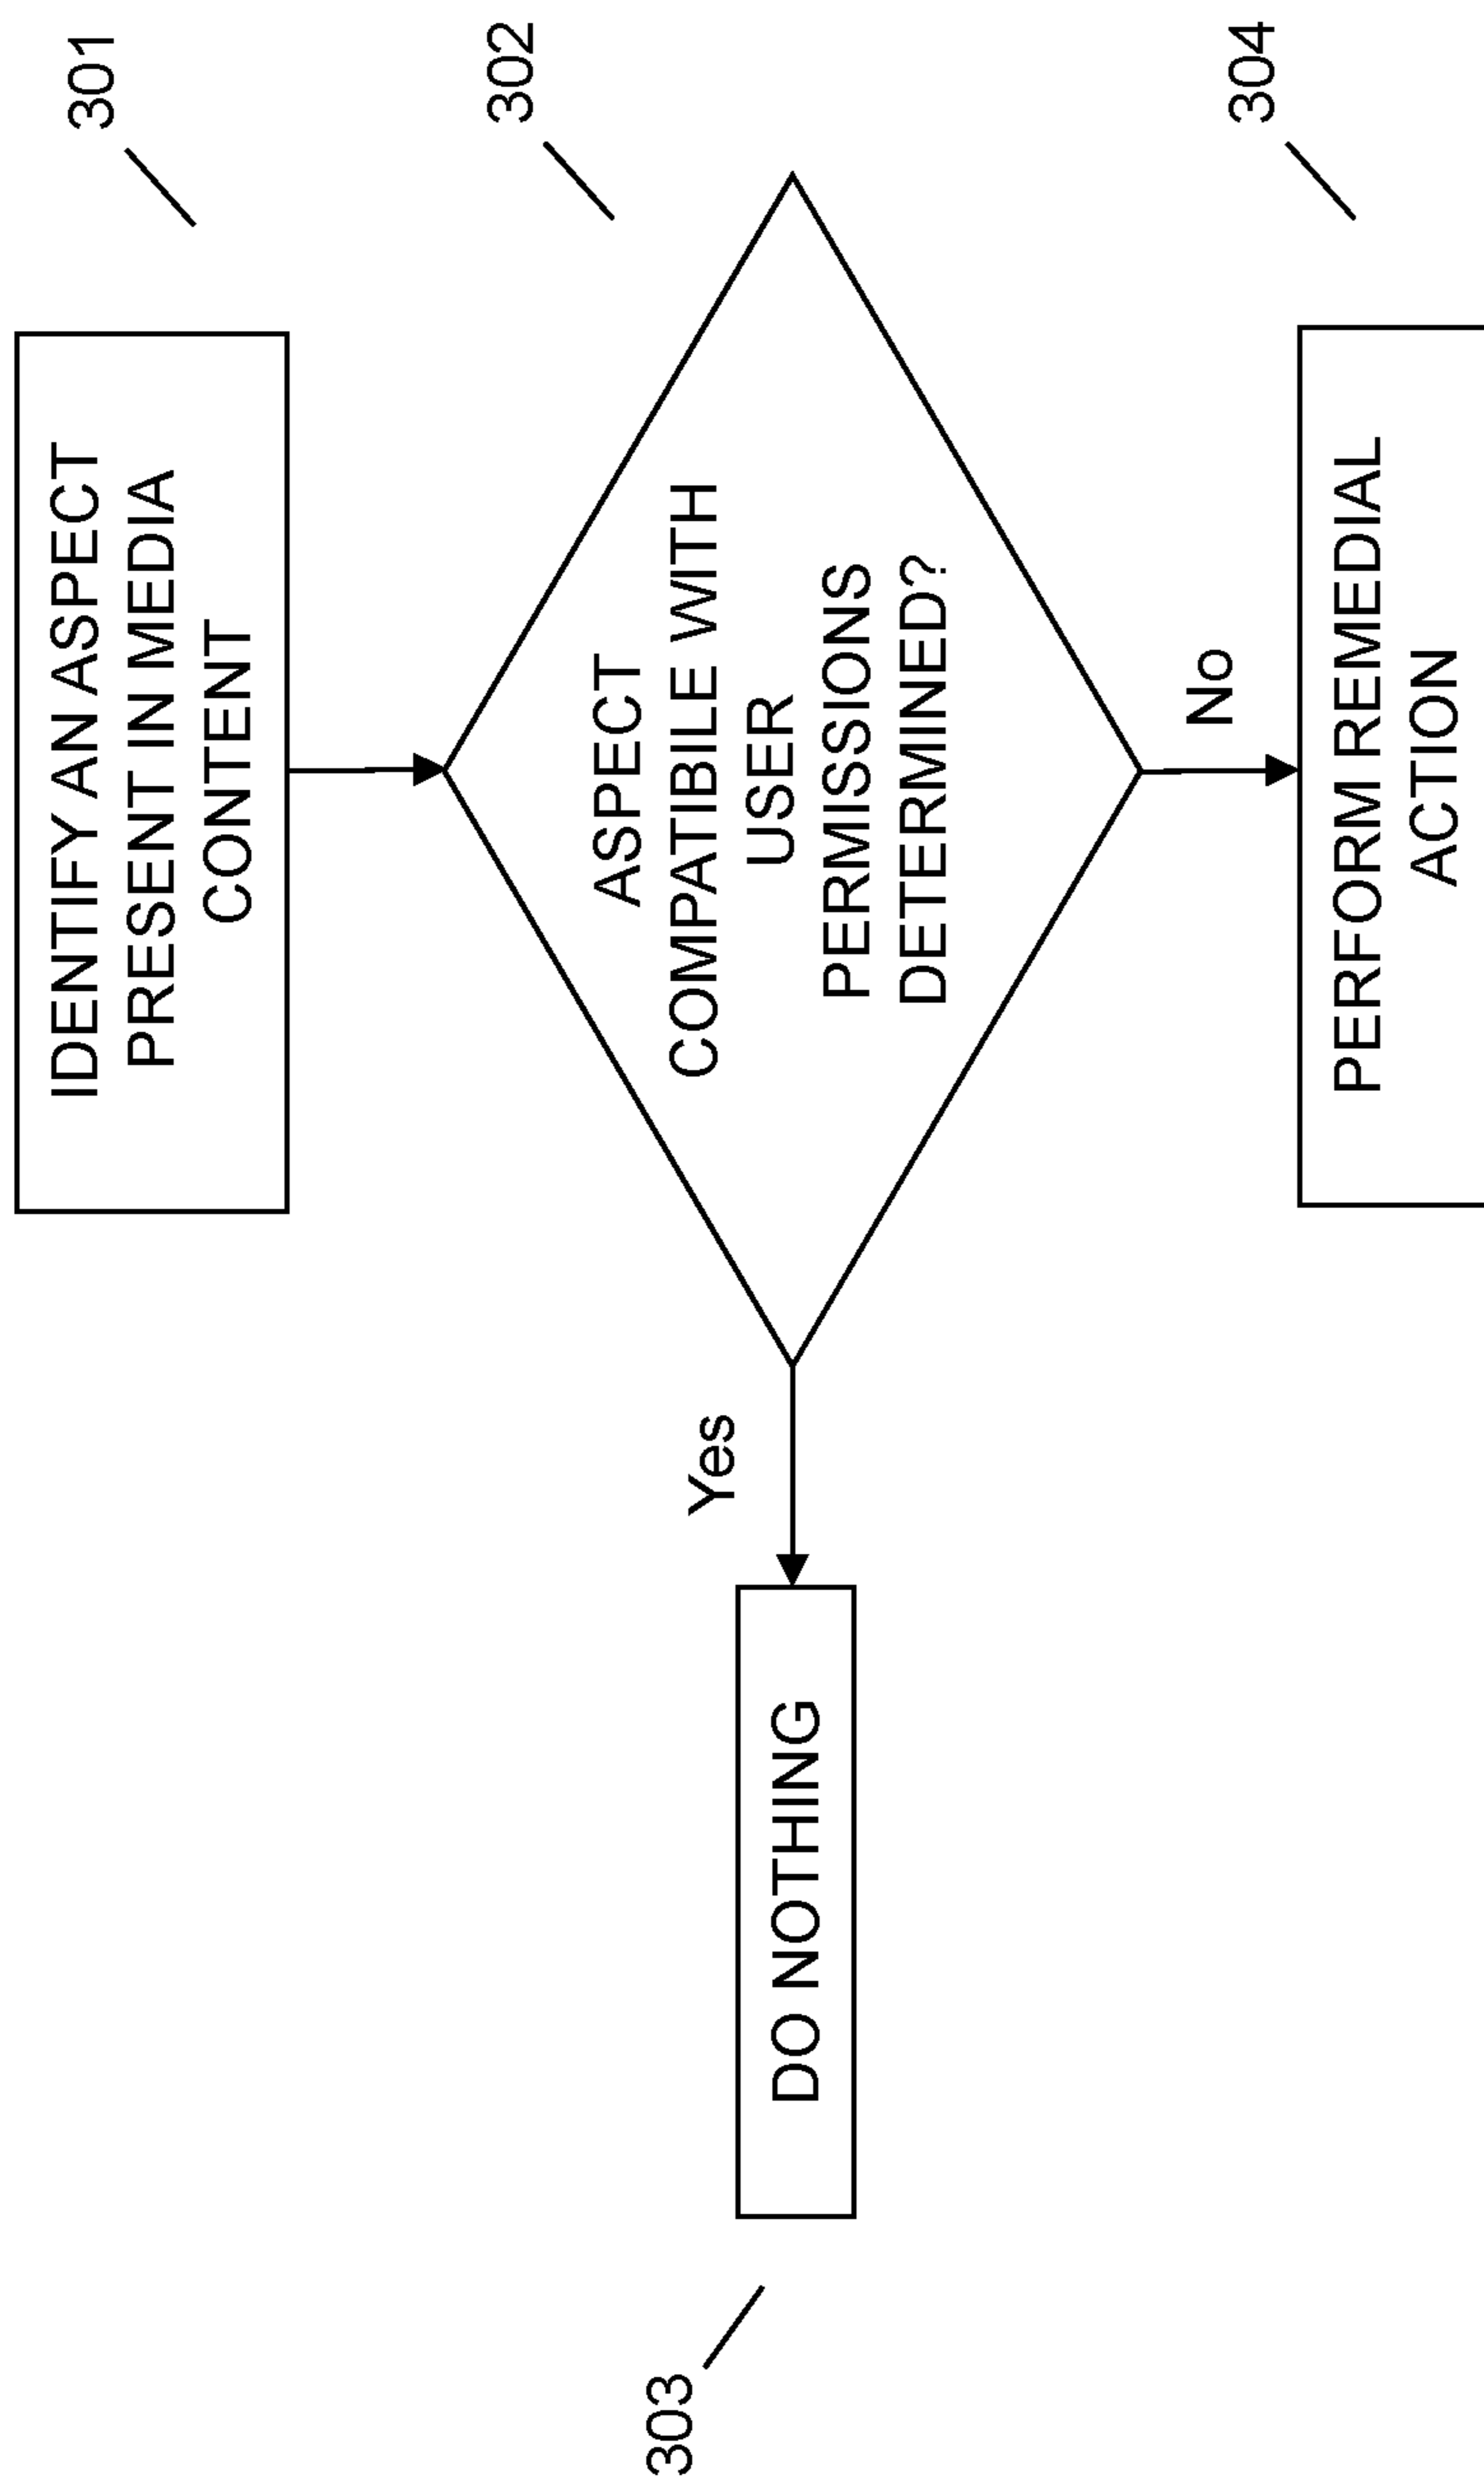 301
IDENTIFY AN ASPECT
PRESENT IN MEDIA
CONTENT
302
ASPECT
COMPATIBILE WITH
USER
PERMISSIONS
DETERMINED?
Yes
303
DO NOTHING
No
304
PERFORM REMEDIAL
ACTION